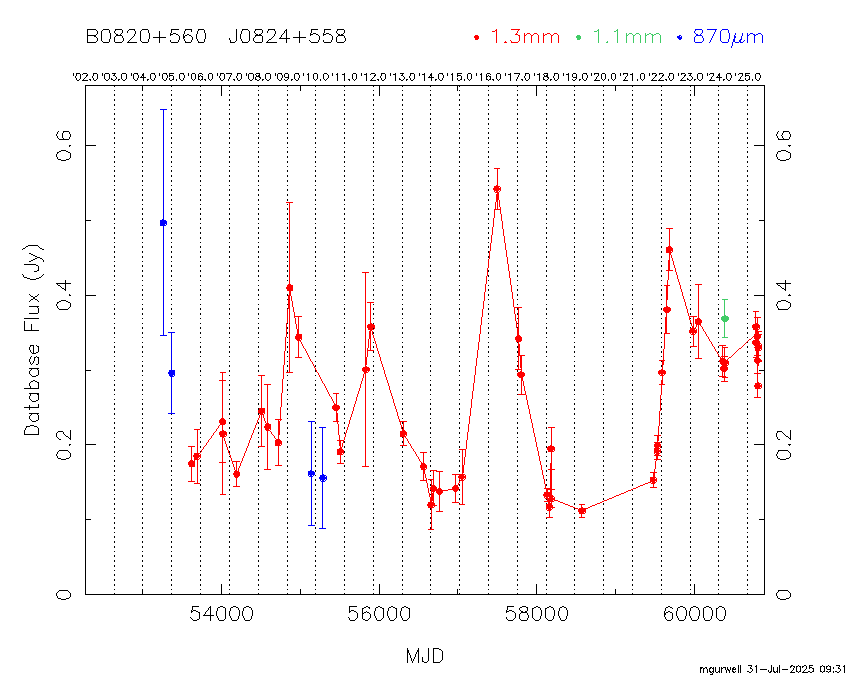 B0820+560 J0824+558 1.3mm 1.1mm 870μm
'02.0 '03.0 '04.0 '05.0 '06.0 '07.0 '08.0 '09.0 '10.0 '11.0 '12.0 '13.0 '14.0 '15.0 '16.0 '17.0 '18.0 '19.0 '20.0 '21.0 '22.0 '23.0 '24.0 '25.0
0.6 0.6
0.4 0.4
Database Flux (Jy)
0.2 0.2
0 0
54000 56000 58000 60000
MJD
mgurwell 31-Jul-2025 09:31